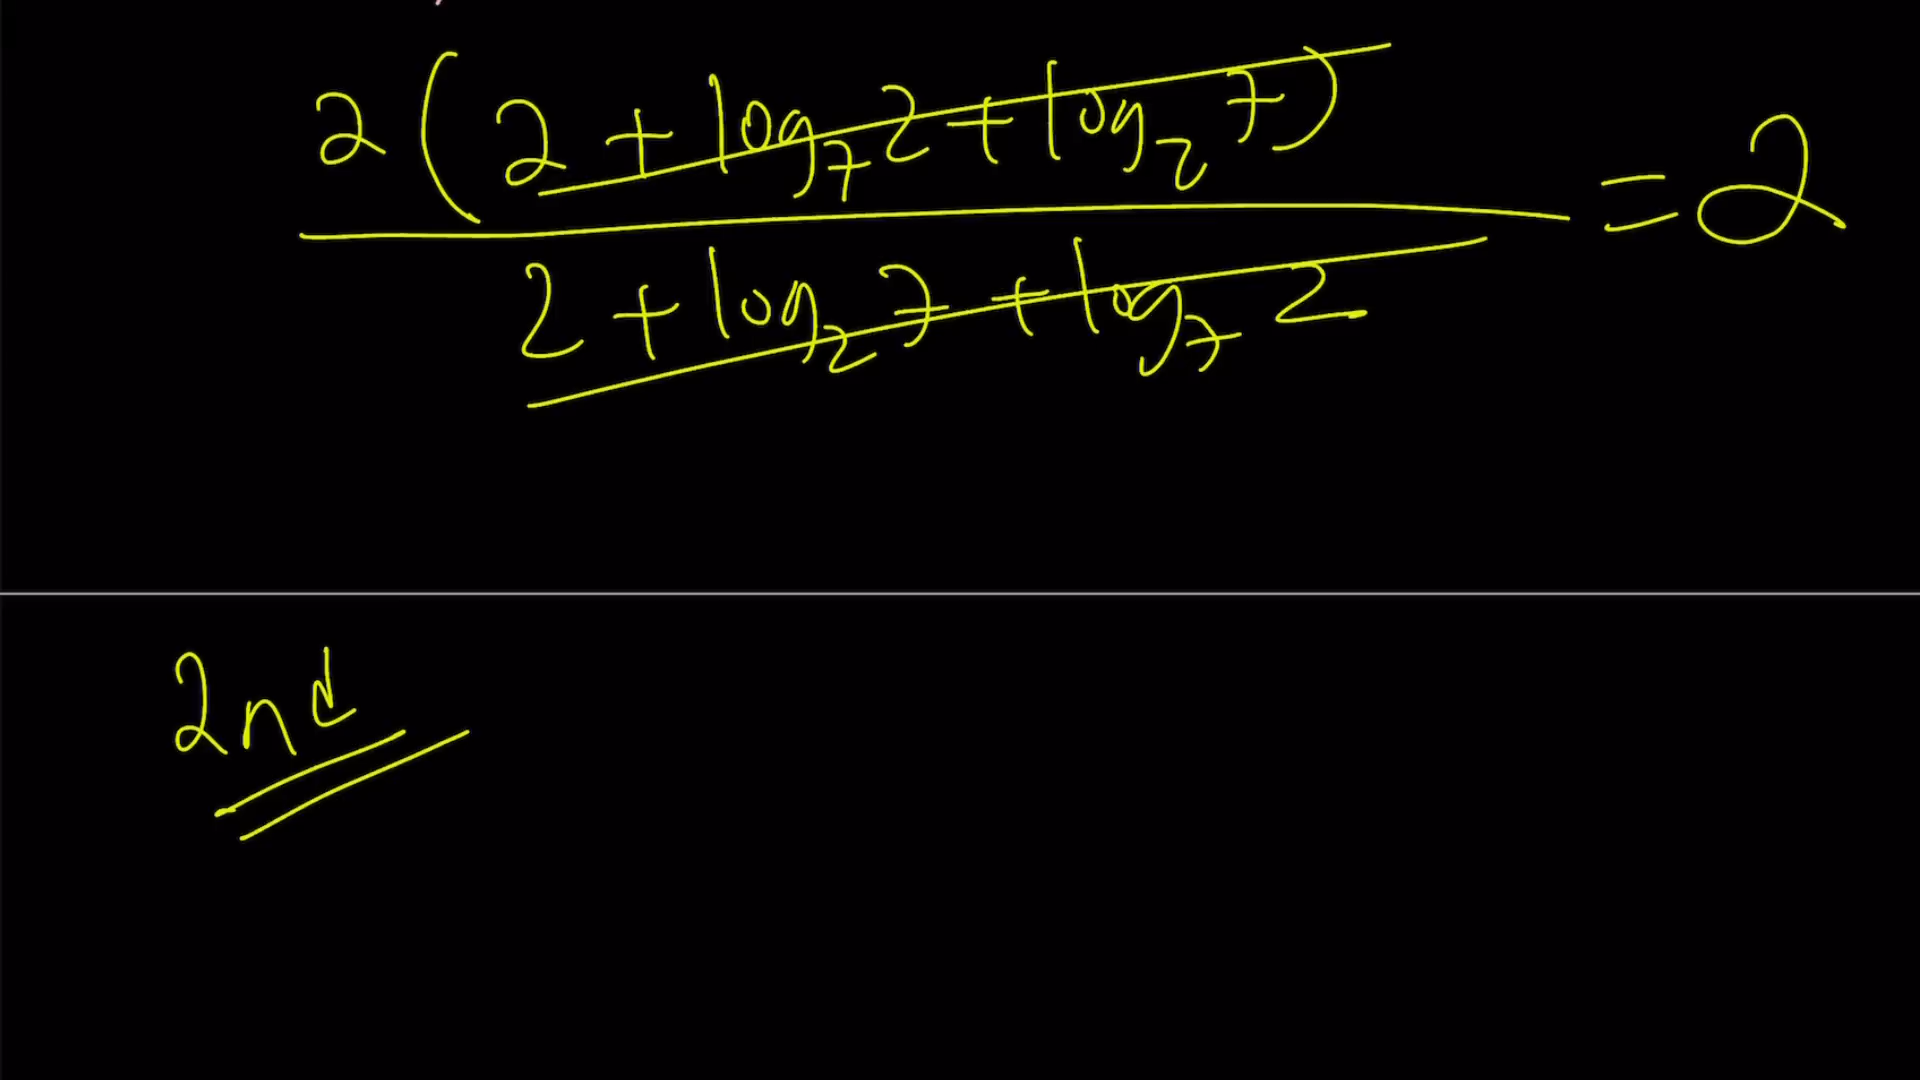 2(2 + log₇2 + log₂7)
―――――――――――― = 2
2 + log₂7 + log₇2
2nd